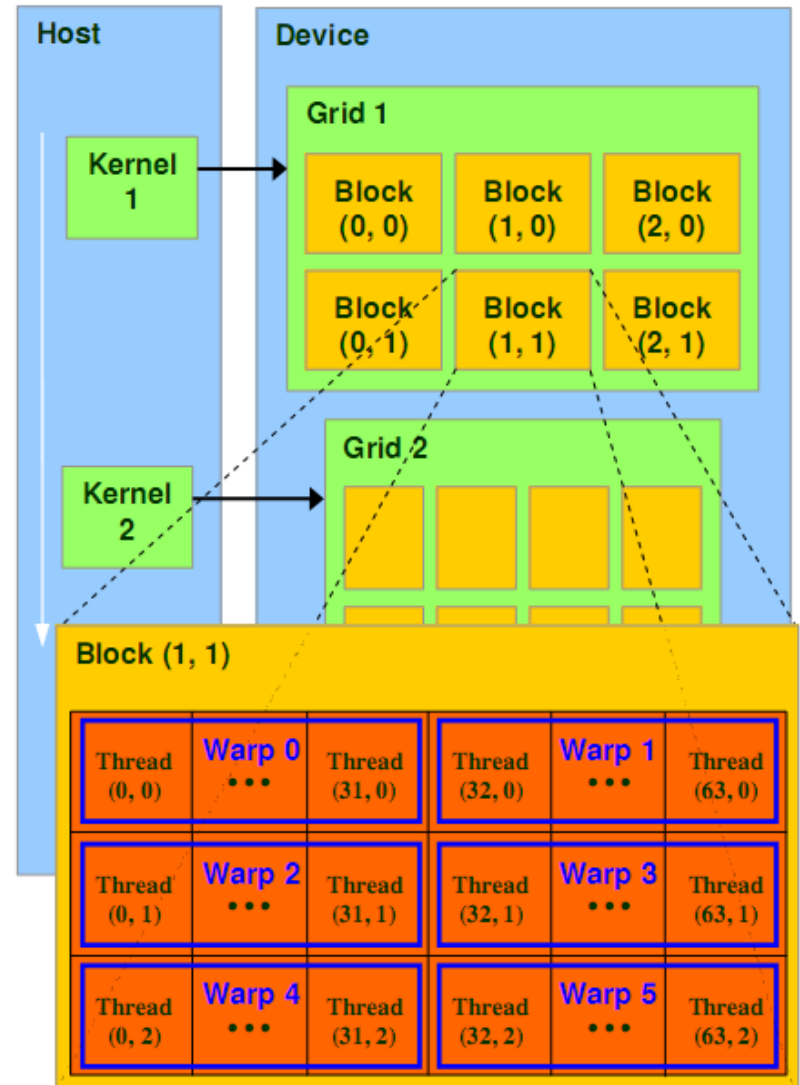 Host
Device
Grid 1
Kernel
1
Block
(0, 0)
Block
(1, 0)
Block
(2, 0)
Block
(0, 1)
Block
(1, 1)
Block
(2, 1)
Grid 2
Kernel
2
Block (1, 1)
Warp 0
Thread
(0, 0)
•••
Thread
(31, 0)
Warp 1
Thread
(32, 0)
•••
Thread
(63, 0)
Warp 2
Thread
(0, 1)
•••
Thread
(31, 1)
Warp 3
Thread
(32, 1)
•••
Thread
(63, 1)
Warp 4
Thread
(0, 2)
•••
Thread
(31, 2)
Warp 5
Thread
(32, 2)
•••
Thread
(63, 2)